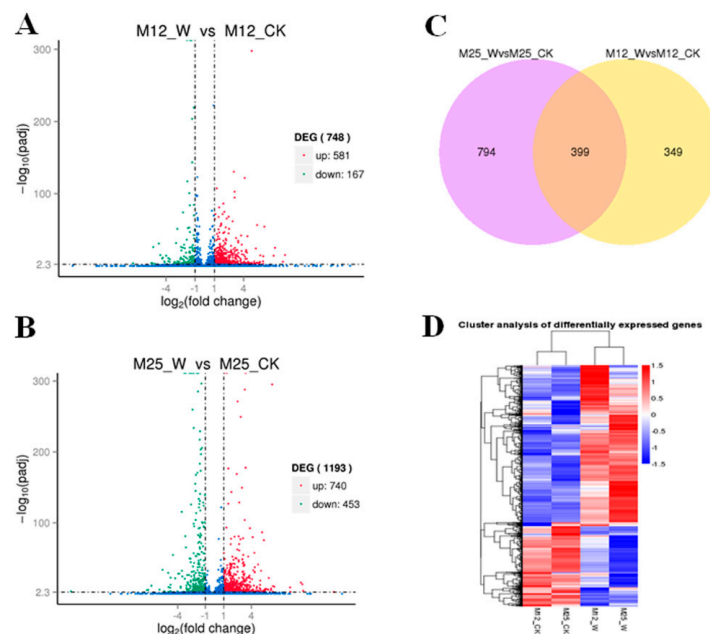 A
M12_W vs M12_CK
300
200
100
2.3
−log10(padj)
DEG ( 748 )
up: 581
down: 167
-4
-1
1
4
log2(fold change)
B
M25_W vs M25_CK
300
200
100
2.3
−log10(padj)
DEG ( 1193 )
up: 740
down: 453
-4
-1
1
4
log2(fold change)
C
M25_WvsM25_CK
M12_WvsM12_CK
794
399
349
D
Cluster analysis of differentially expressed genes
1.5
1
0.5
0
-0.5
-1
-1.5
M12_CK
M25_CK
M12_W
M25_W